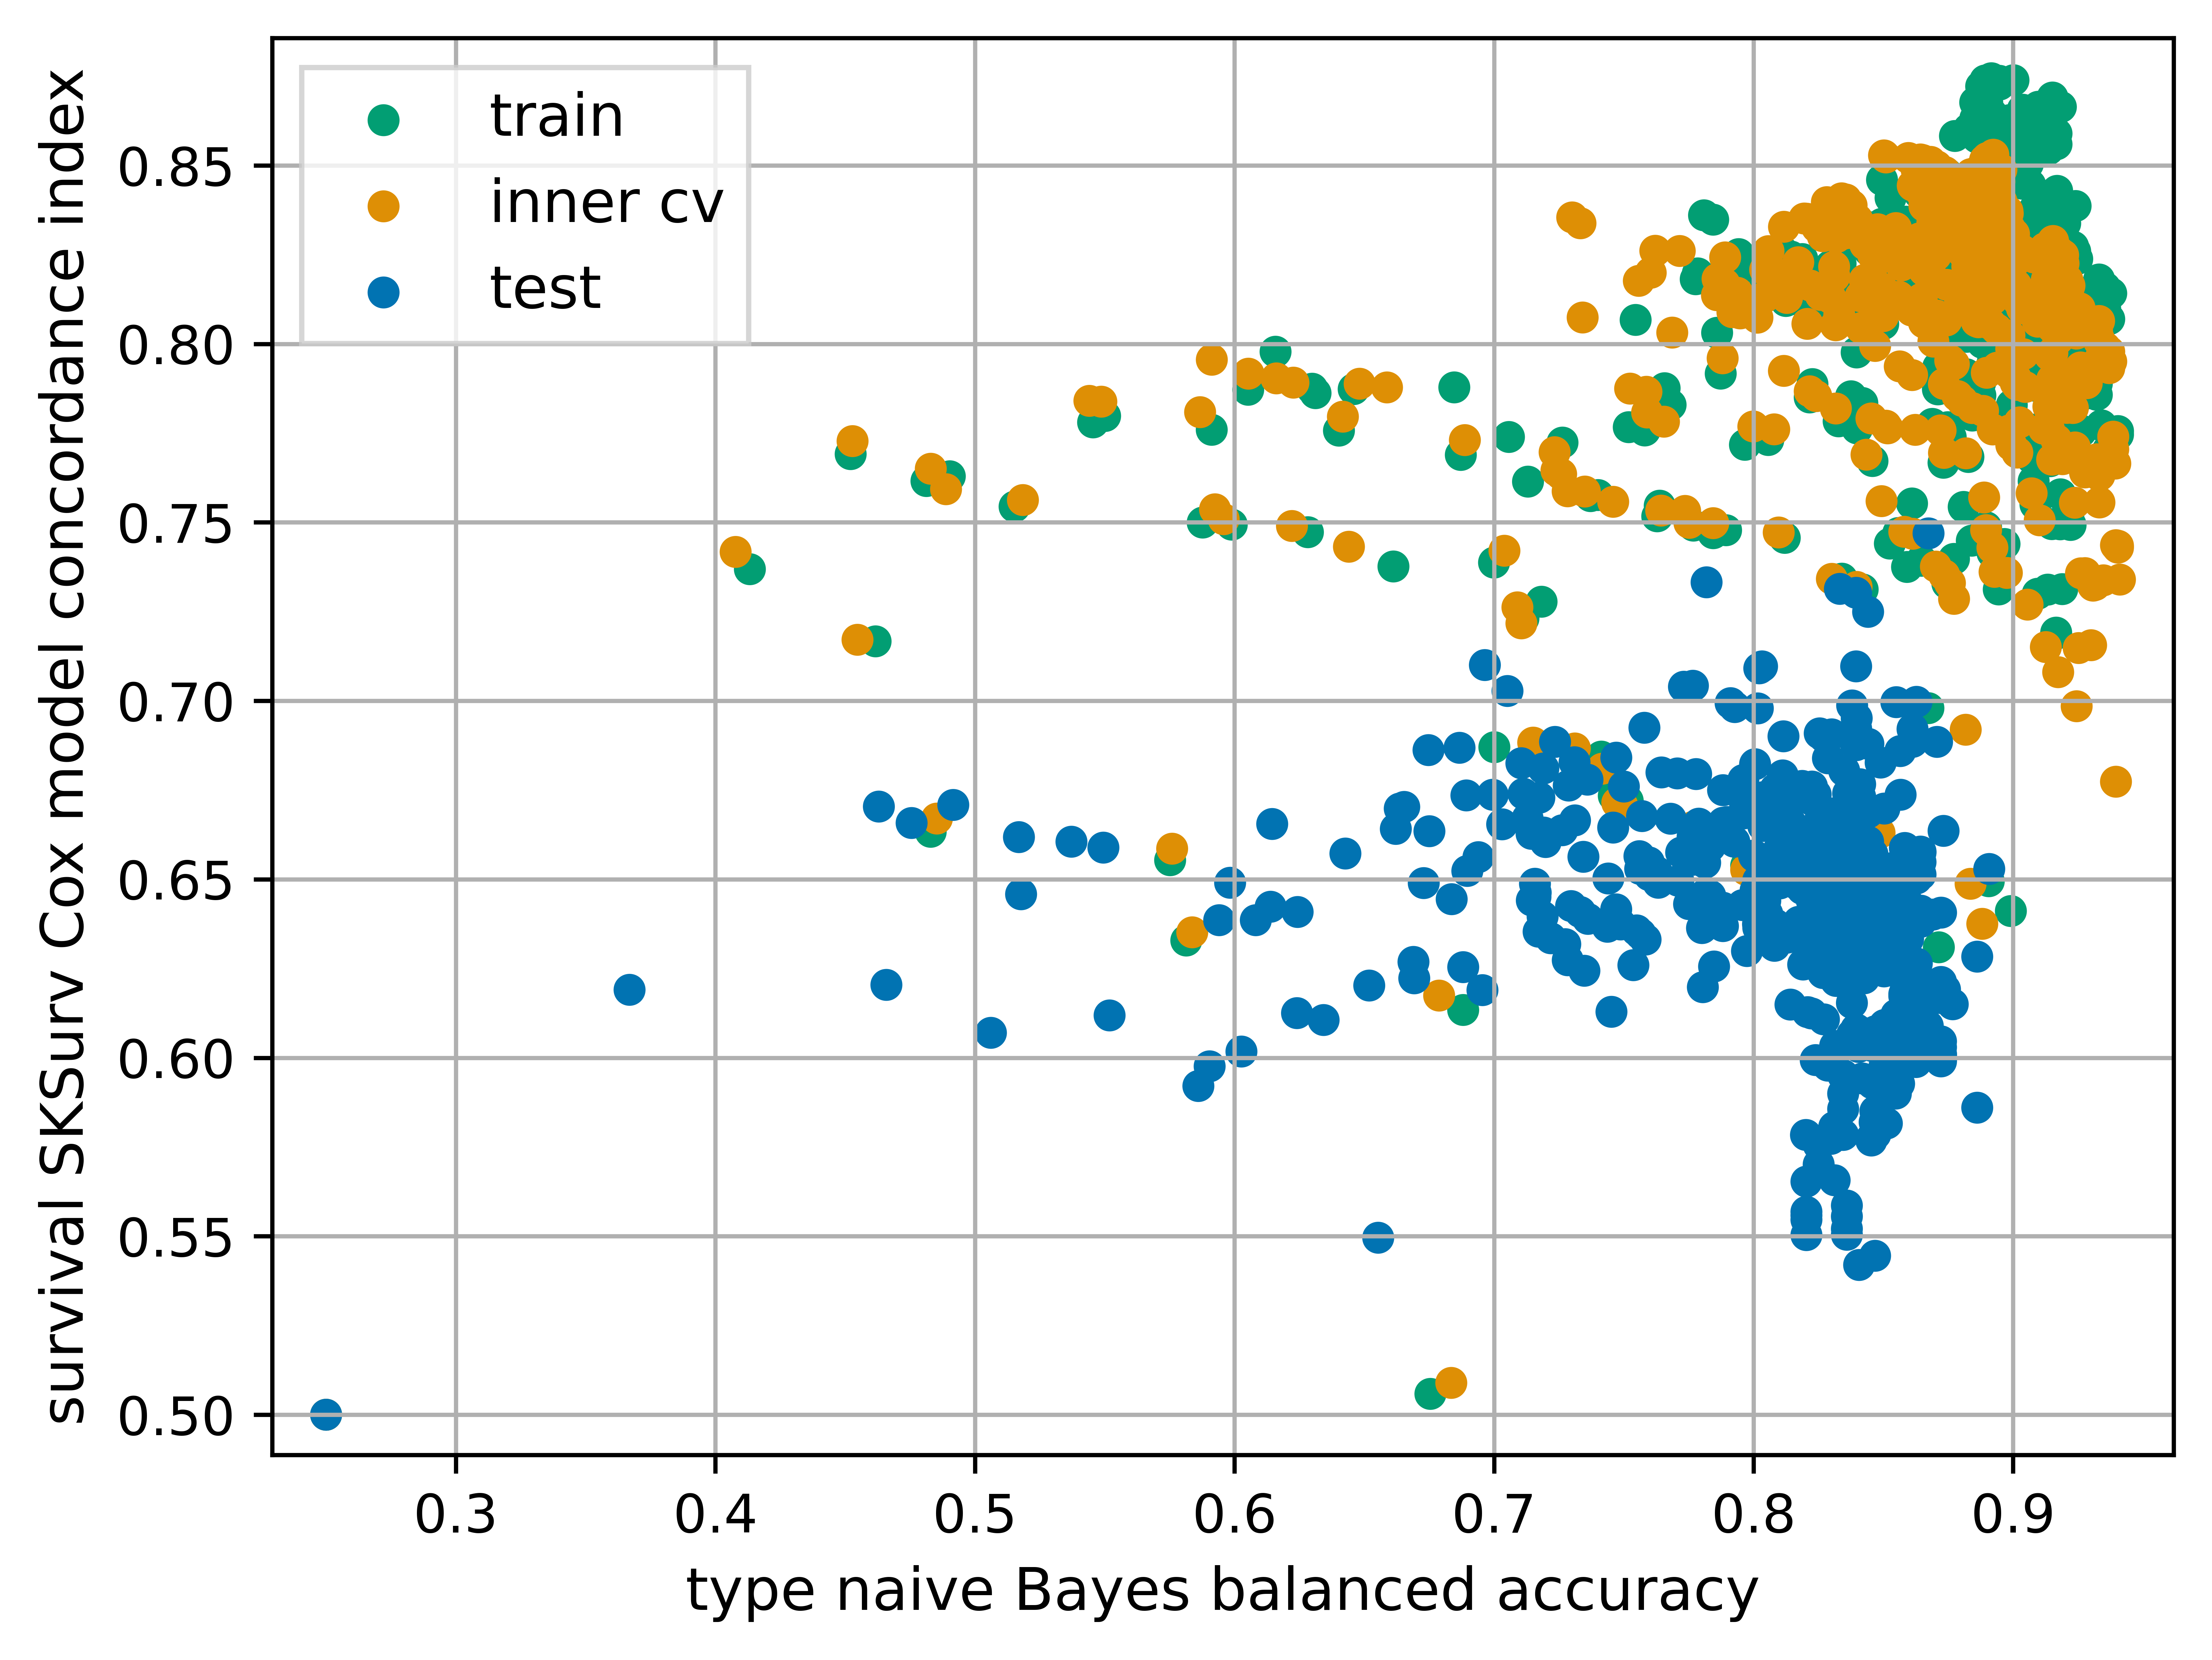 survival SKSurv Cox model concordance index
0.85
0.80
0.75
0.70
0.65
0.60
0.55
0.50
train
inner cv
test
0.3 0.4 0.5 0.6 0.7 0.8 0.9
type naive Bayes balanced accuracy